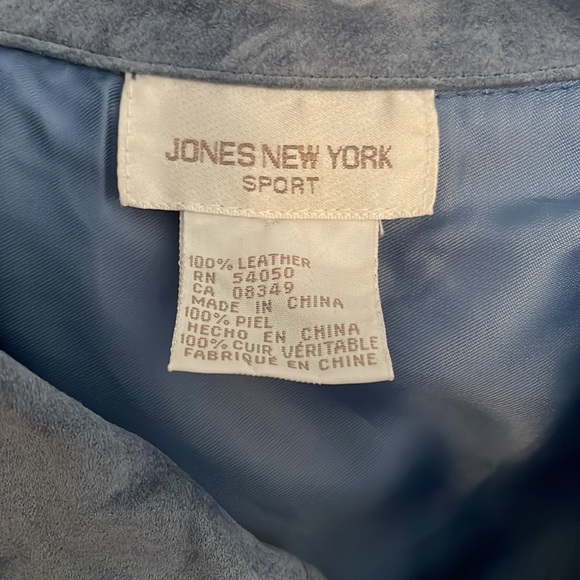 JONES NEW YORK
SPORT
100% LEATHER
RN 54050
CA 08349
MADE IN CHINA
100% PIEL
HECHO EN CHINA
100% CUIR VÉRITABLE
FABRIQUÉ EN CHINE